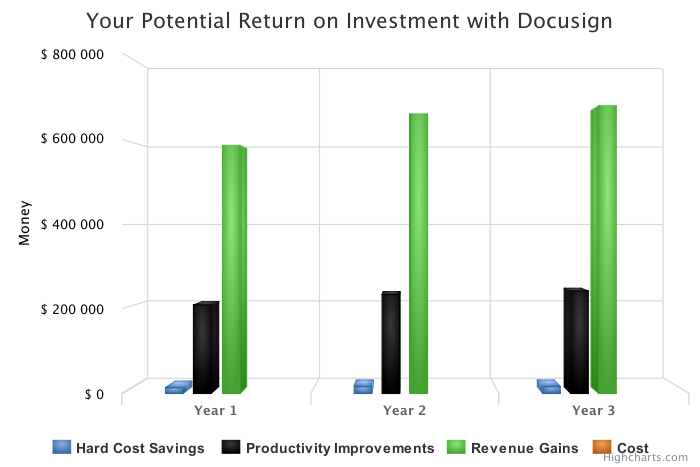 Your Potential Return on Investment with Docusign
$ 800 000
$ 600 000
$ 400 000
$ 200 000
$ 0
Money
Year 1 Year 2 Year 3
Hard Cost Savings Productivity Improvements Revenue Gains Cost
Highcharts.com